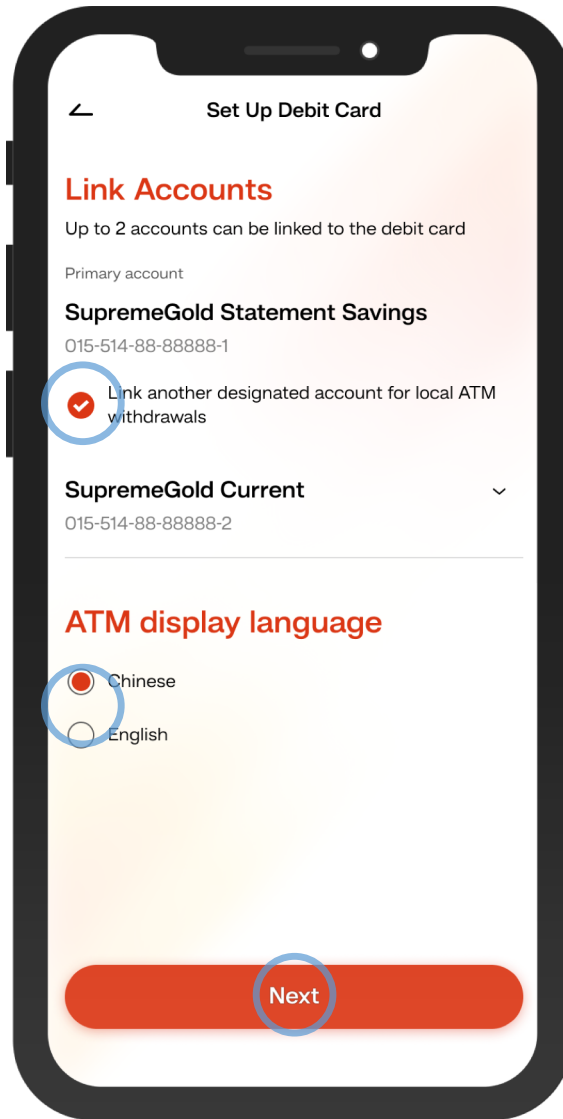 Set Up Debit Card
Link Accounts
Up to 2 accounts can be linked to the debit card
Primary account
SupremeGold Statement Savings
015-514-88-88888-1
Link another designated account for local ATM
withdrawals
SupremeGold Current
015-514-88-88888-2
ATM display language
Chinese
English
Next